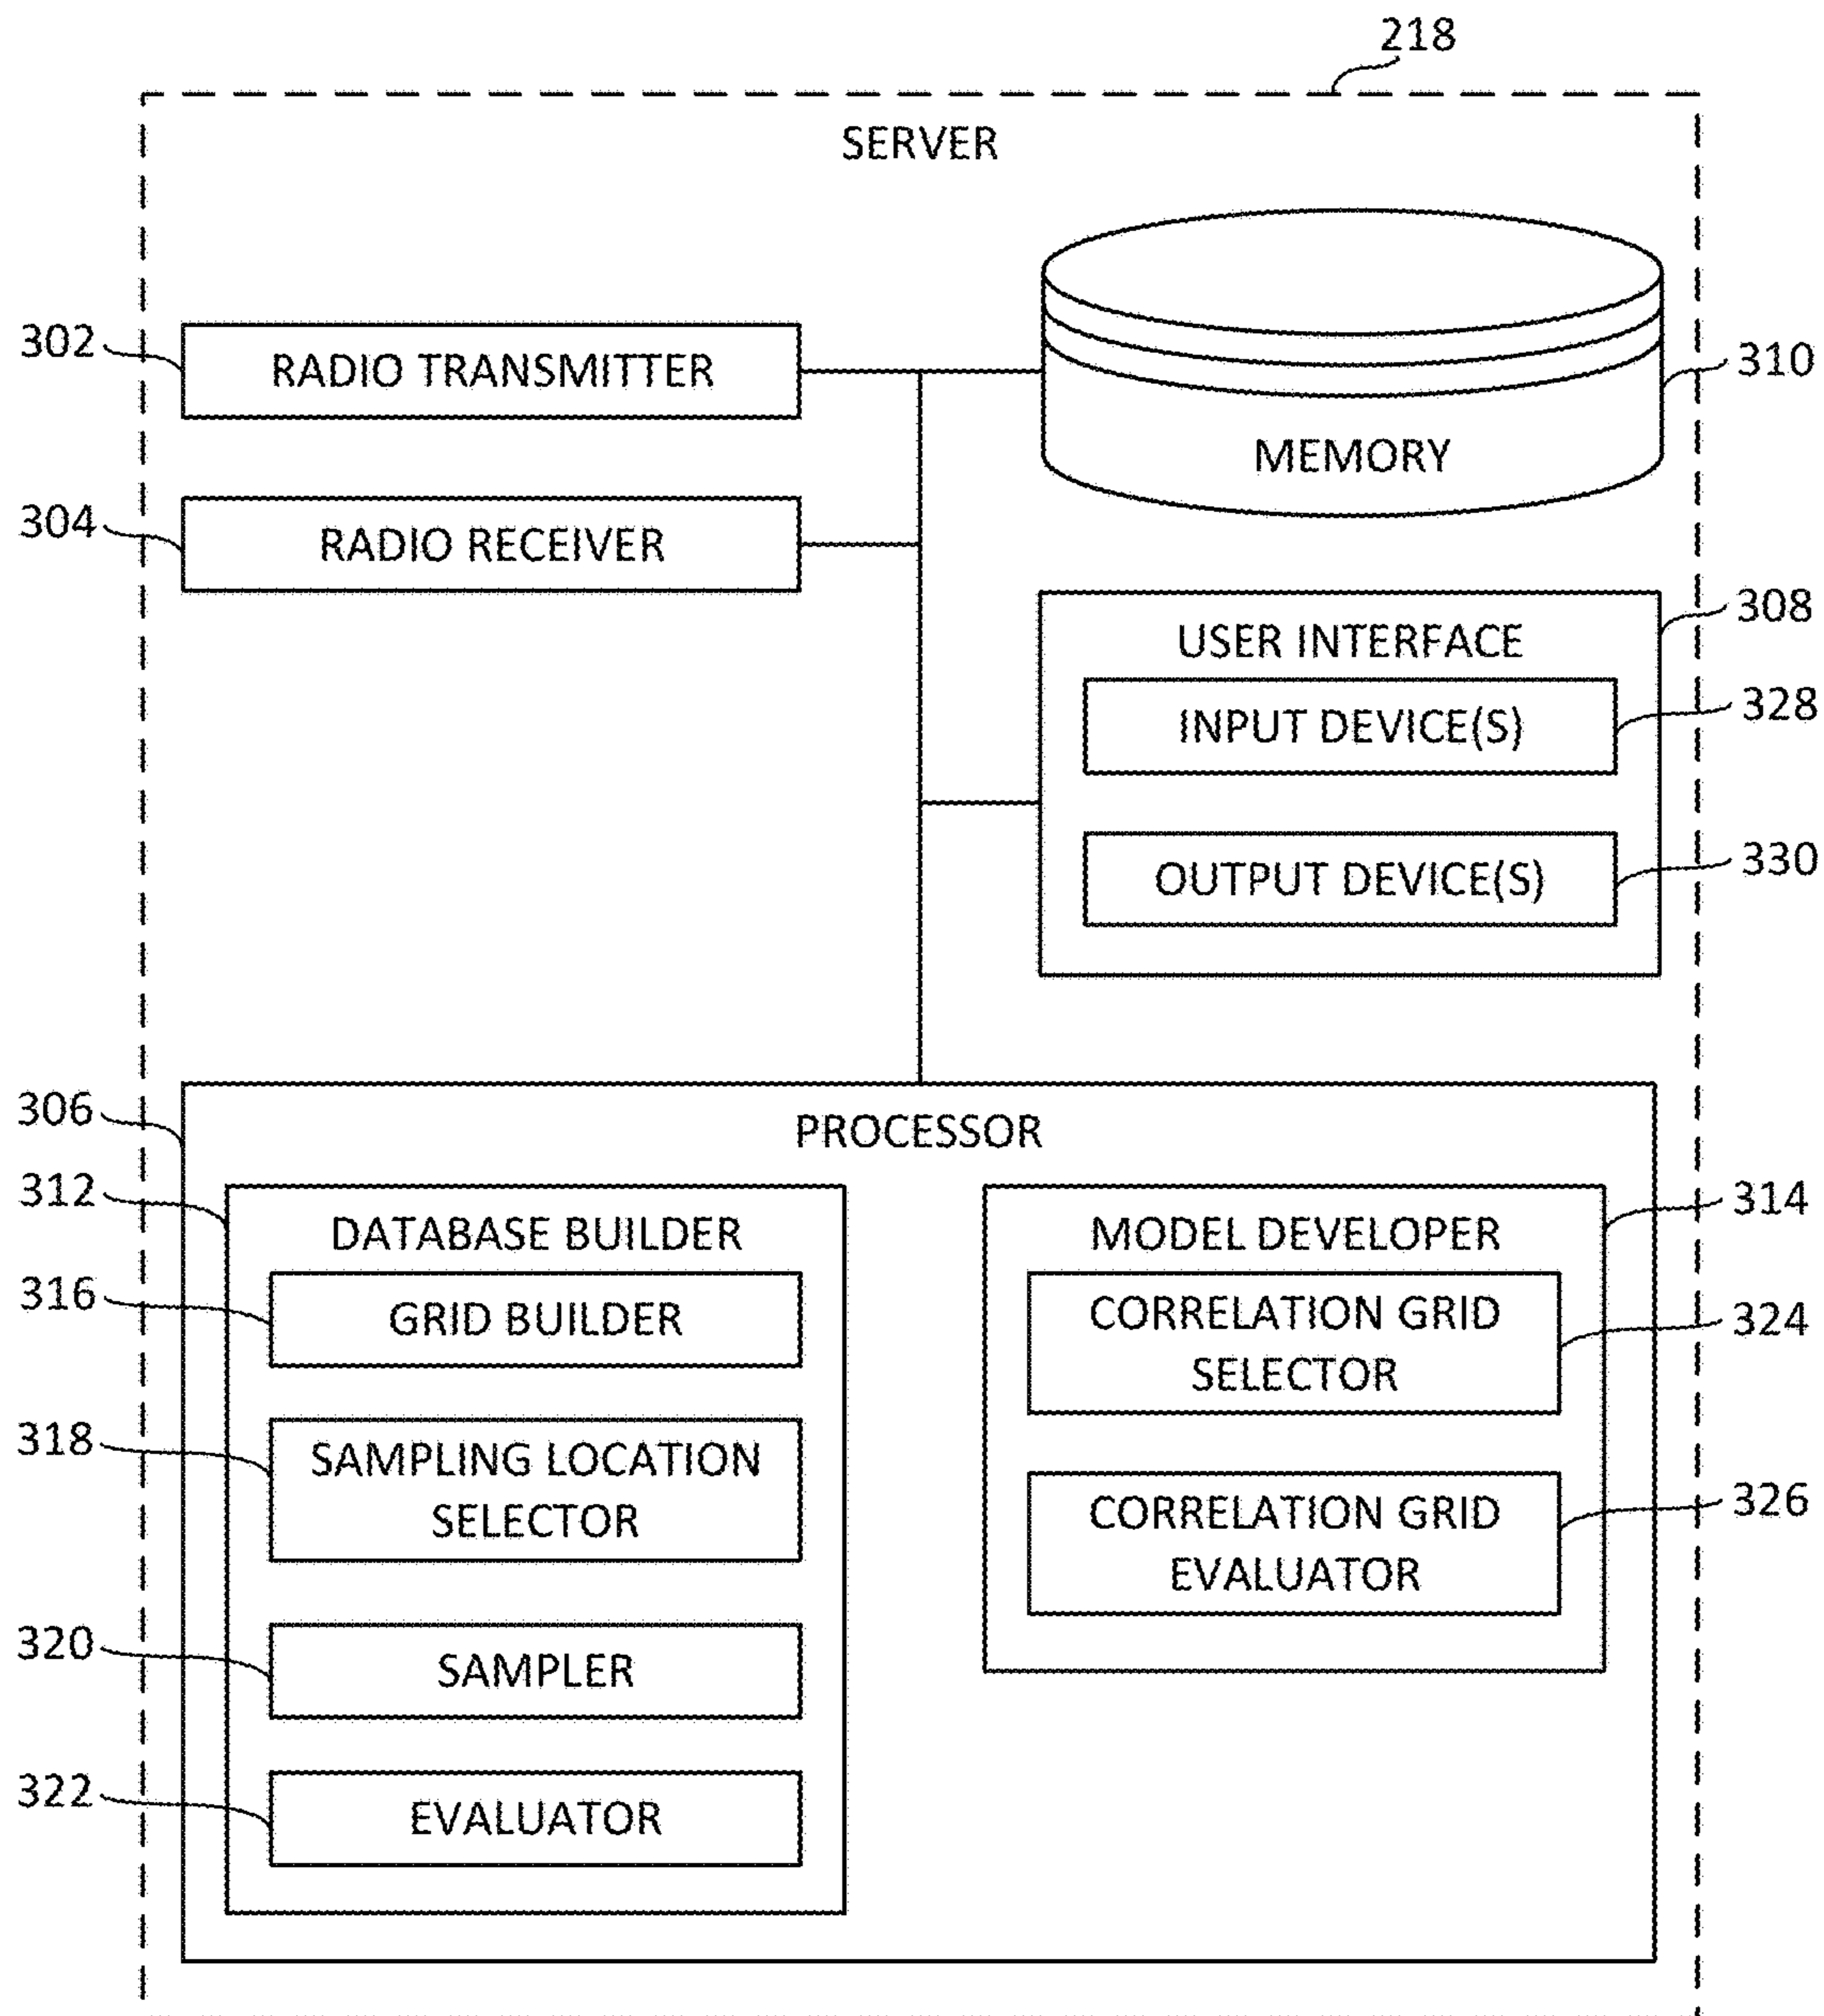 218
SERVER
302
RADIO TRANSMITTER
310
MEMORY
304
RADIO RECEIVER
308
USER INTERFACE
INPUT DEVICE(S)
328
OUTPUT DEVICE(S)
330
306
PROCESSOR
312
DATABASE BUILDER
316
GRID BUILDER
318
SAMPLING LOCATION
SELECTOR
320
SAMPLER
322
EVALUATOR
314
MODEL DEVELOPER
CORRELATION GRID
SELECTOR
324
CORRELATION GRID
EVALUATOR
326